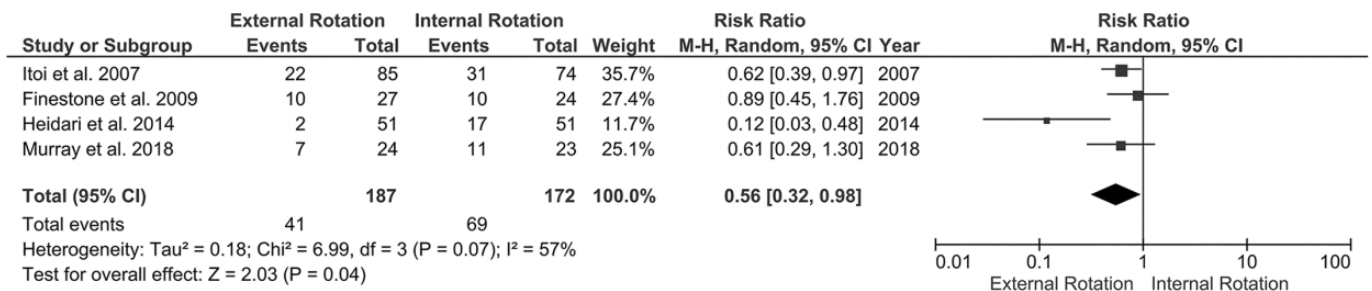 External Rotation Internal Rotation Risk Ratio Risk Ratio
Study or Subgroup Events Total Events Total Weight M-H, Random, 95% CI Year M-H, Random, 95% CI
Itoi et al. 2007 22 85 31 74 35.7% 0.62 [0.39, 0.97] 2007
Finestone et al. 2009 10 27 10 24 27.4% 0.89 [0.45, 1.76] 2009
Heidari et al. 2014 2 51 17 51 11.7% 0.12 [0.03, 0.48] 2014
Murray et al. 2018 7 24 11 23 25.1% 0.61 [0.29, 1.30] 2018
Total (95% CI) 187 172 100.0% 0.56 [0.32, 0.98]
Total events 41 69
Heterogeneity: Tau² = 0.18; Chi² = 6.99, df = 3 (P = 0.07); I² = 57%
Test for overall effect: Z = 2.03 (P = 0.04)
0.01 0.1 1 10 100
External Rotation Internal Rotation